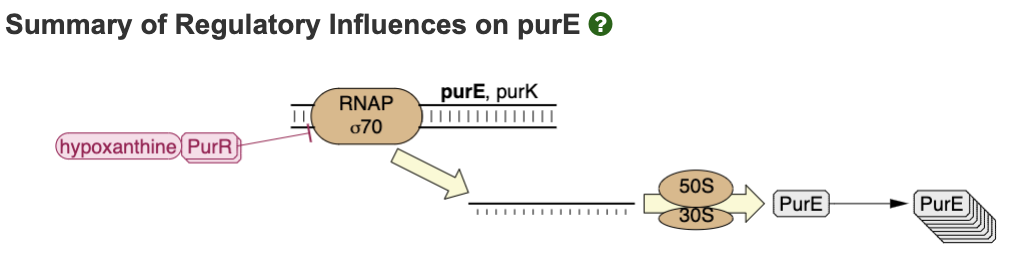 Summary of Regulatory Influences on purE ?
purE, purK
RNAP
σ70
hypoxanthine PurR
50S
30S
PurE
PurE